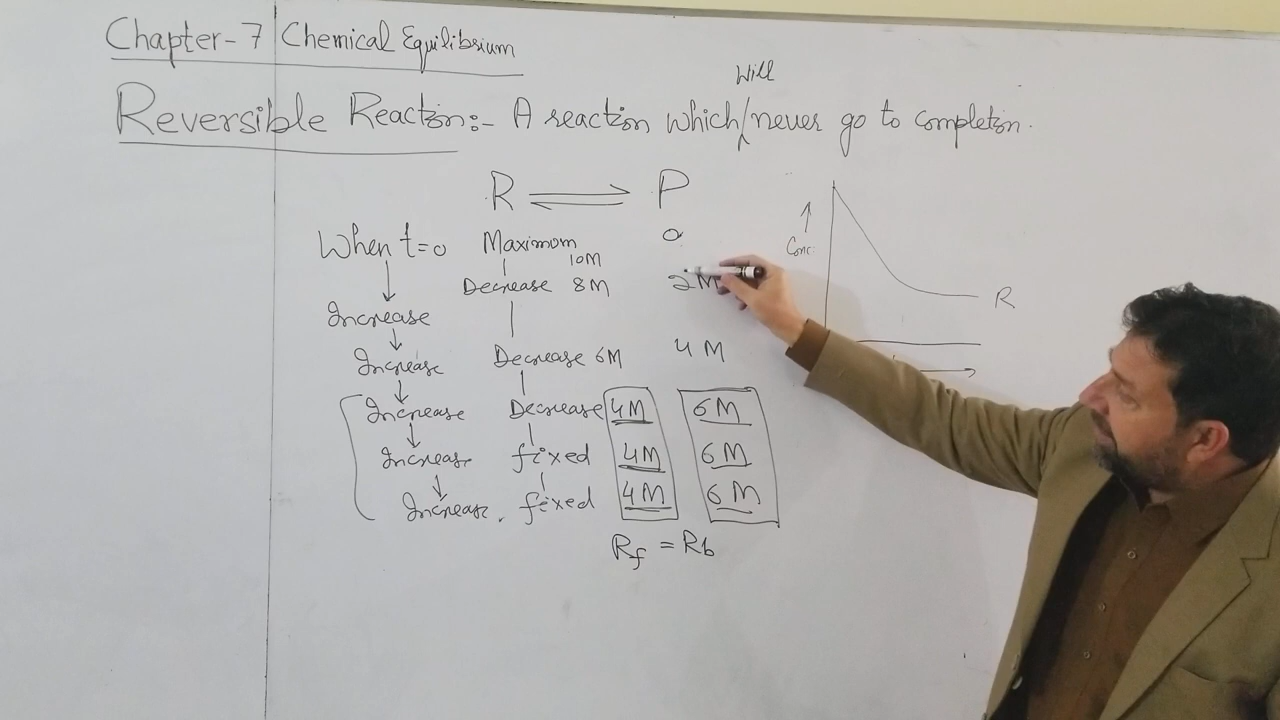 Chapter-7 Chemical Equilibrium
Will
Reversible Reaction:- A reaction which never go to completion.
R ⇌ P
When t=0 Maximum 0
10M
Decrease 8M 2M
Increase
Increase Decrease 6M 4M
Increase Decrease 4M 6M
Increase fixed 4M 6M
Increase. fixed 4M 6M
Rf = Rb
Conc.
R